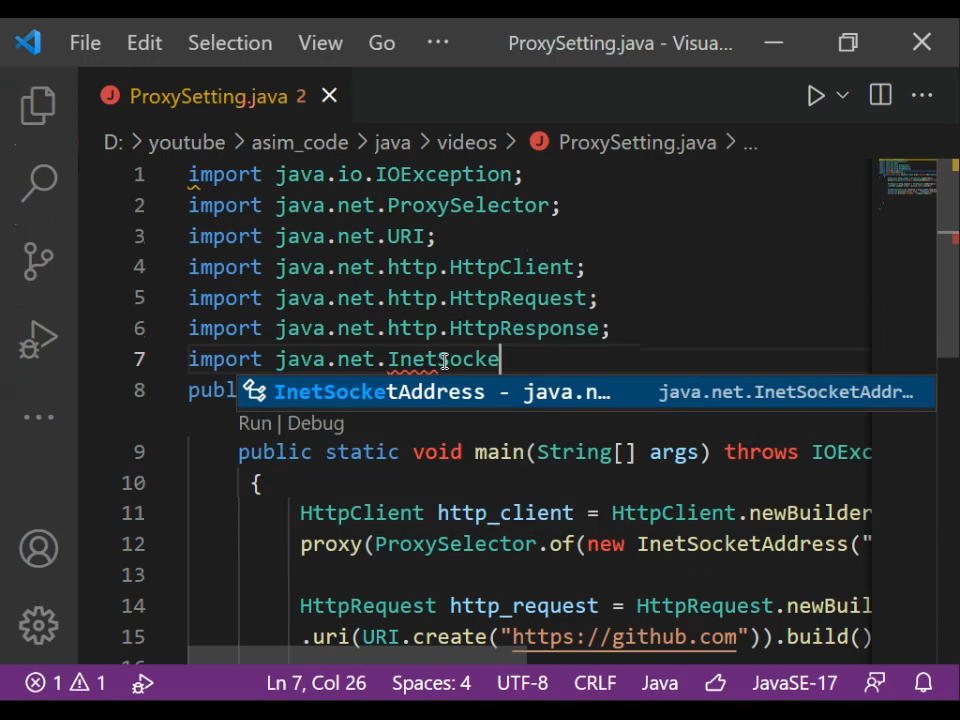 File Edit Selection View Go ··· ProxySetting.java - Visua...
ProxySetting.java 2
D: > youtube > asim_code > java > videos > ProxySetting.java > ...
1 import java.io.IOException;
2 import java.net.ProxySelector;
3 import java.net.URI;
4 import java.net.http.HttpClient;
5 import java.net.http.HttpRequest;
6 import java.net.http.HttpResponse;
7 import java.net.InetSocke
8 publ
InetSocketAddress - java.n... java.net.InetSocketAddr...
Run | Debug
9 public static void main(String[] args) throws IOExc
10 {
11 HttpClient http_client = HttpClient.newBuilder
12 proxy(ProxySelector.of(new InetSocketAddress("
13
14 HttpRequest http_request = HttpRequest.newBuil
15 .uri(URI.create("https://github.com")).build()
1 1 Ln 7, Col 26 Spaces: 4 UTF-8 CRLF Java JavaSE-17